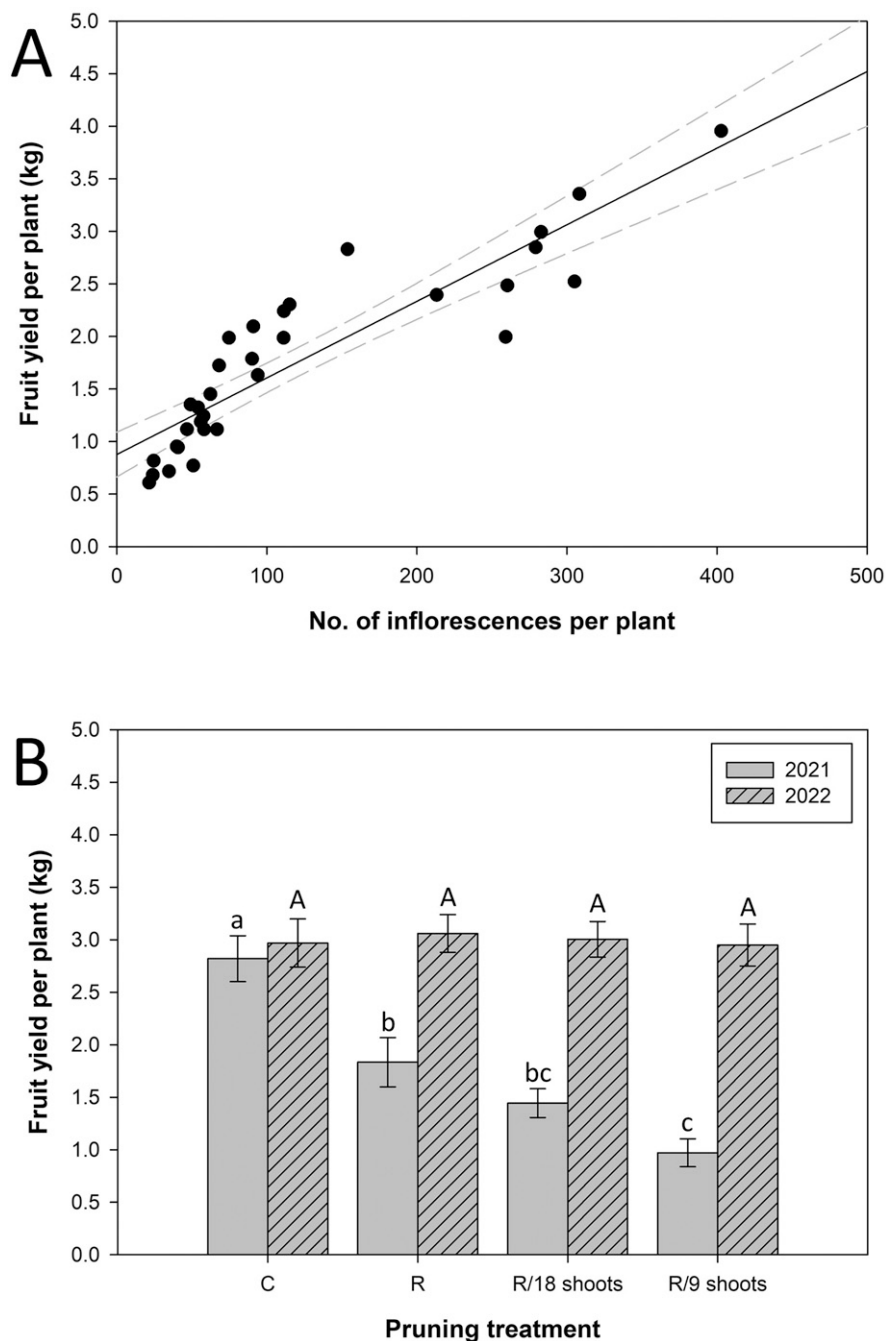 A
5.0
4.5
4.0
3.5
3.0
2.5
2.0
1.5
1.0
0.5
0.0
Fruit yield per plant (kg)
0 100 200 300 400 500
No. of inflorescences per plant
B
5.0
4.5
4.0
3.5
3.0
2.5
2.0
1.5
1.0
0.5
0.0
Fruit yield per plant (kg)
2021
2022
a A b A bc A c A
C R R/18 shoots R/9 shoots
Pruning treatment